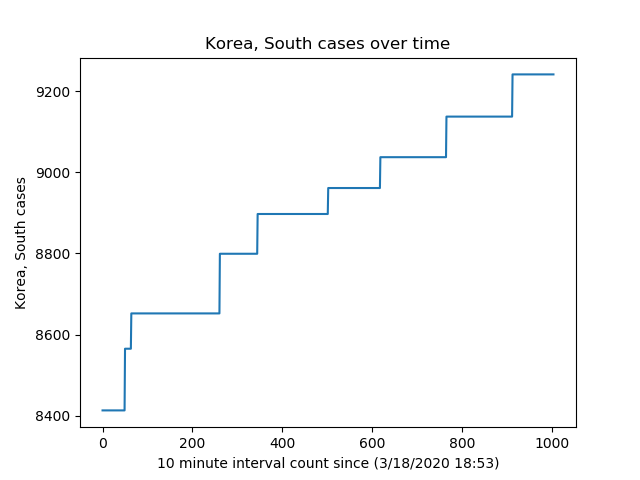 Korea, South cases over time
9200
9000
8800
8600
8400
Korea, South cases
0 200 400 600 800 1000
10 minute interval count since (3/18/2020 18:53)